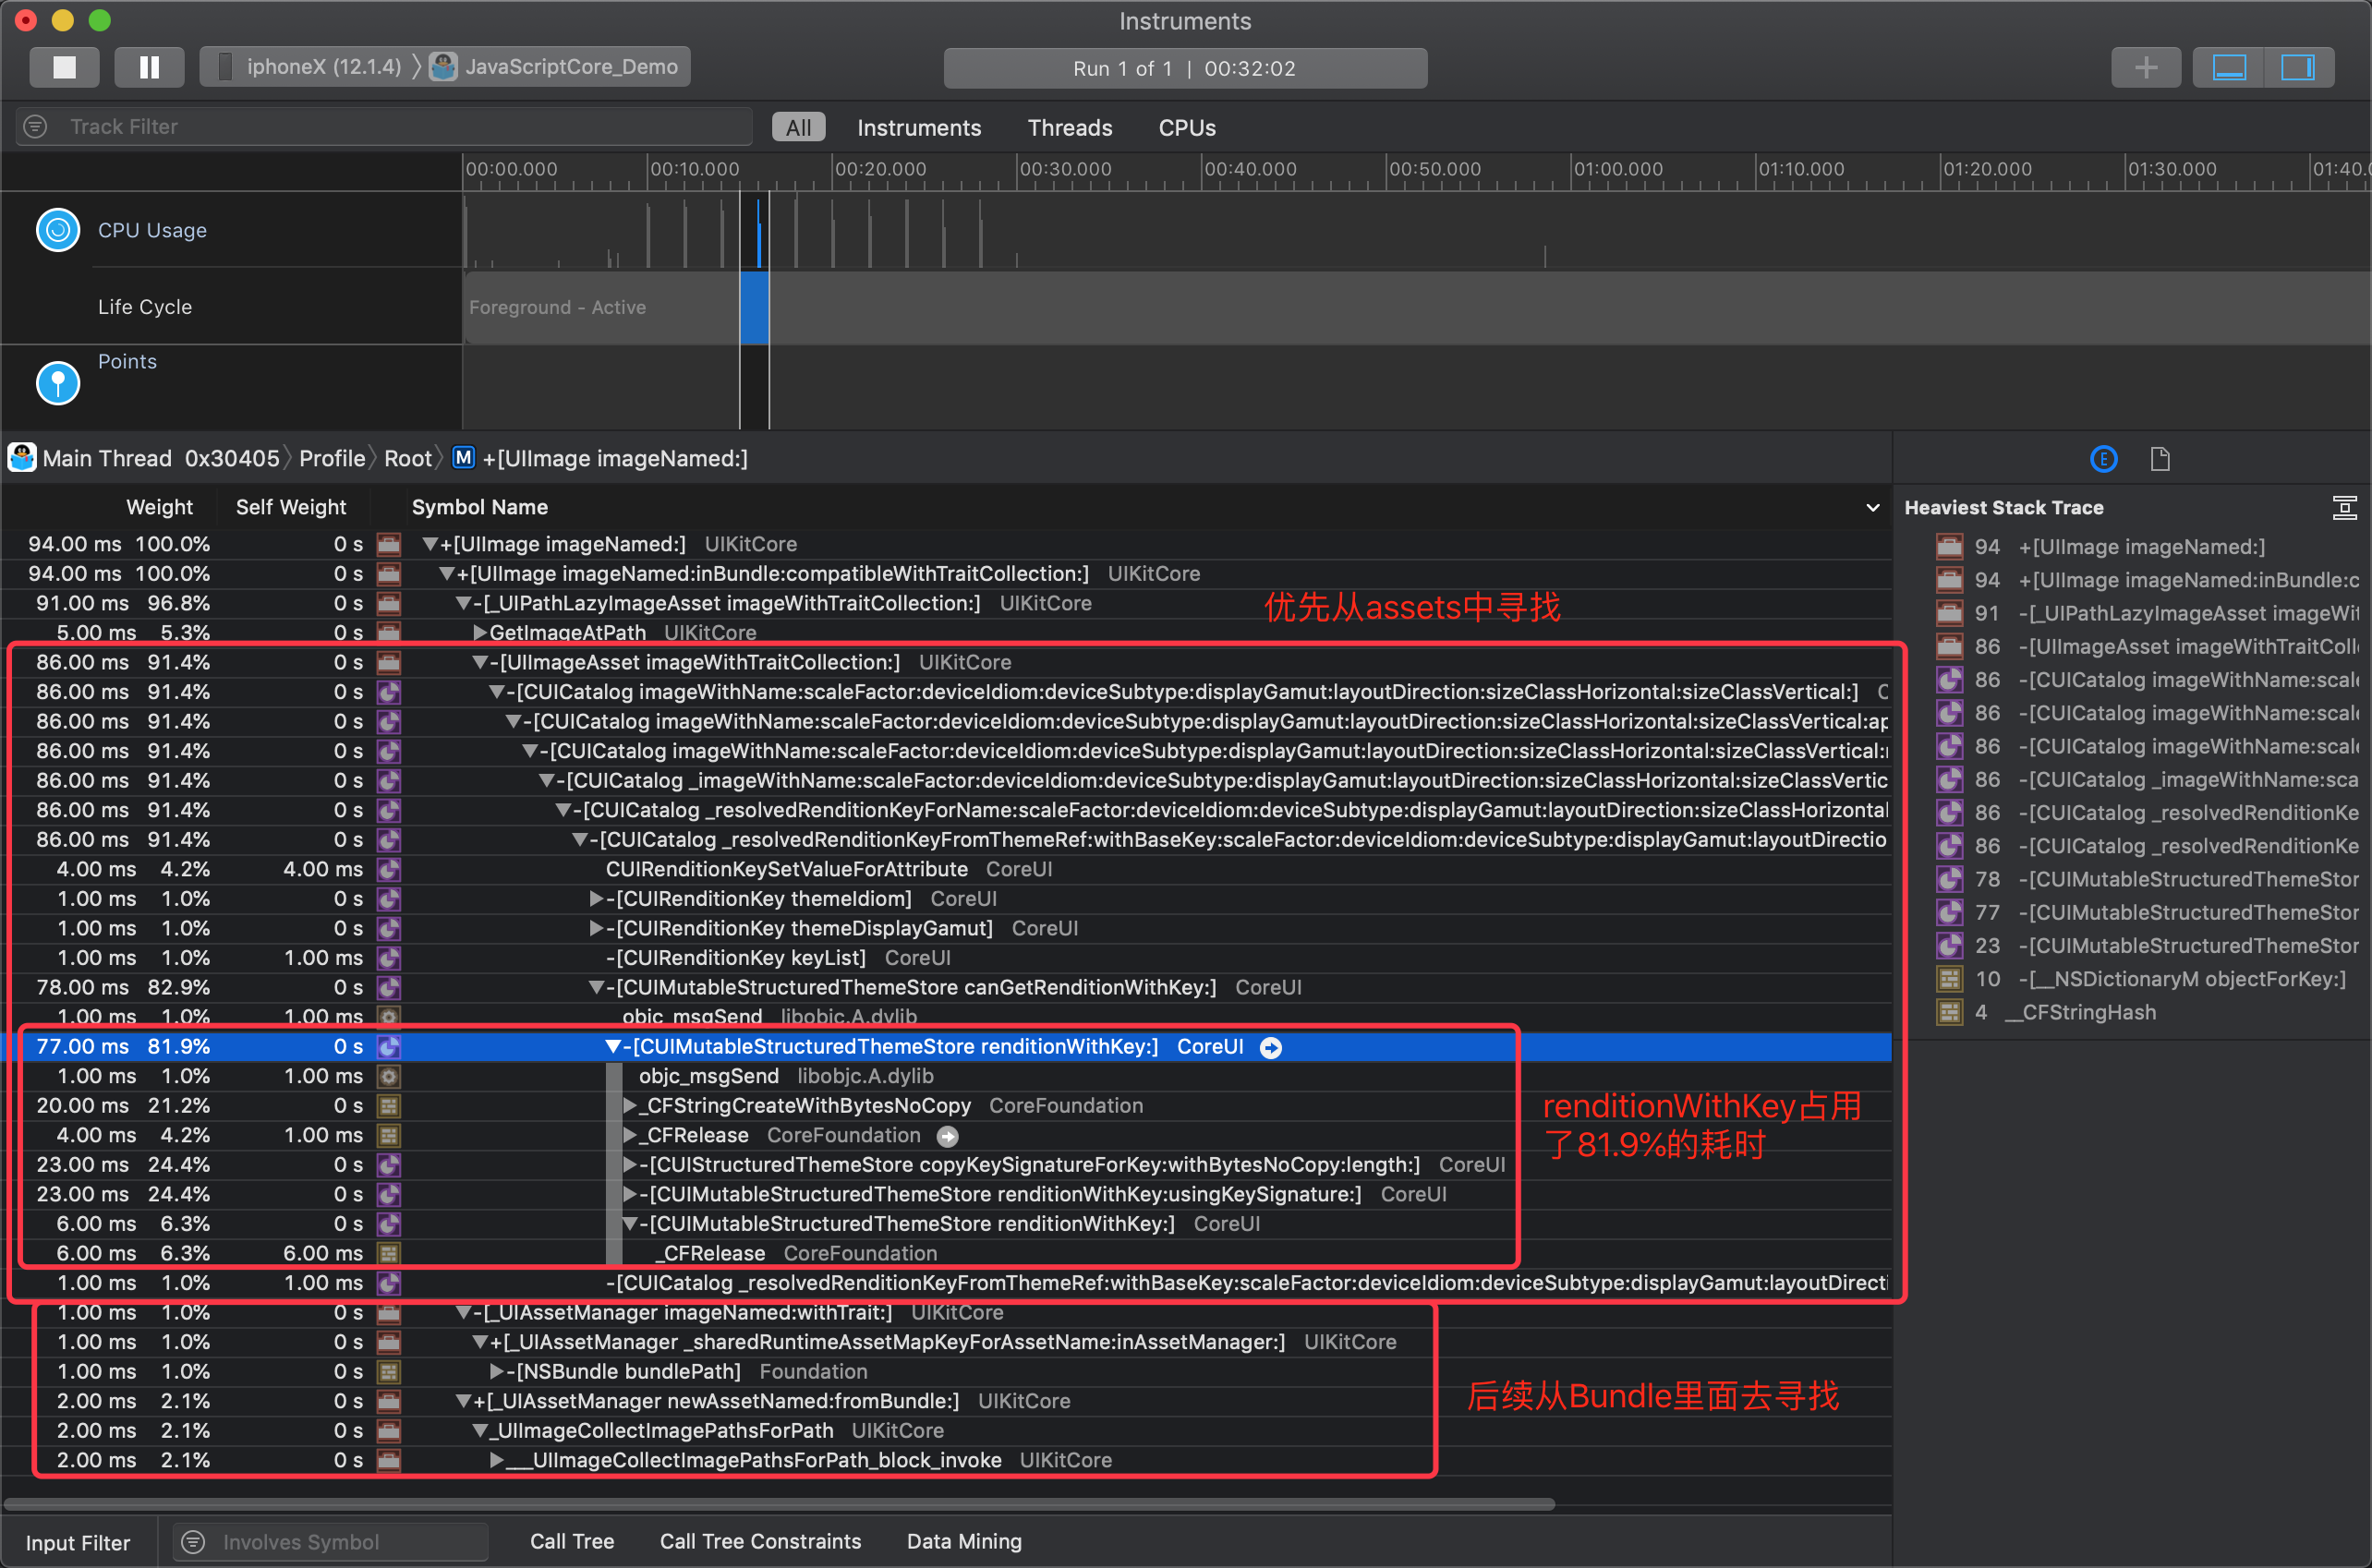 Instruments
iphoneX (12.1.4) JavaScriptCore_Demo
Run 1 of 1 | 00:32:02
Track Filter
All Instruments Threads CPUs
00:00.000 00:10.000 00:20.000 00:30.000 00:40.000 00:50.000 01:00.000 01:10.000 01:20.000 01:30.000 01:40.
CPU Usage
Life Cycle
Foreground - Active
Points
Main Thread 0x30405 Profile Root M +[UIImage imageNamed:]
Weight Self Weight Symbol Name
94.00 ms 100.0% 0 s +[UIImage imageNamed:] UIKitCore
94.00 ms 100.0% 0 s +[UIImage imageNamed:inBundle:compatibleWithTraitCollection:] UIKitCore
91.00 ms 96.8% 0 s -[_UIPathLazyImageAsset imageWithTraitCollection:] UIKitCore
优先从assets中寻找
5.00 ms 5.3% 0 s GetImageAtPath UIKitCore
86.00 ms 91.4% 0 s -[UIImageAsset imageWithTraitCollection:] UIKitCore
86.00 ms 91.4% 0 s -[CUICatalog imageWithName:scaleFactor:deviceIdiom:deviceSubtype:displayGamut:layoutDirection:sizeClassHorizontal:sizeClassVertical:] C
86.00 ms 91.4% 0 s -[CUICatalog imageWithName:scaleFactor:deviceIdiom:deviceSubtype:displayGamut:layoutDirection:sizeClassHorizontal:sizeClassVertical:ap
86.00 ms 91.4% 0 s -[CUICatalog imageWithName:scaleFactor:deviceIdiom:deviceSubtype:displayGamut:layoutDirection:sizeClassHorizontal:sizeClassVertical:
86.00 ms 91.4% 0 s -[CUICatalog _imageWithName:scaleFactor:deviceIdiom:deviceSubtype:displayGamut:layoutDirection:sizeClassHorizontal:sizeClassVertic
86.00 ms 91.4% 0 s -[CUICatalog _resolvedRenditionKeyForName:scaleFactor:deviceIdiom:deviceSubtype:displayGamut:layoutDirection:sizeClassHorizontal
86.00 ms 91.4% 0 s -[CUICatalog _resolvedRenditionKeyFromThemeRef:withBaseKey:scaleFactor:deviceIdiom:deviceSubtype:displayGamut:layoutDirectio
4.00 ms 4.2% 4.00 ms CUIRenditionKeySetValueForAttribute CoreUI
1.00 ms 1.0% 0 s -[CUIRenditionKey themeIdiom] CoreUI
1.00 ms 1.0% 0 s -[CUIRenditionKey themeDisplayGamut] CoreUI
1.00 ms 1.0% 1.00 ms -[CUIRenditionKey keyList] CoreUI
78.00 ms 82.9% 0 s -[CUIMutableStructuredThemeStore canGetRenditionWithKey:] CoreUI
1.00 ms 1.0% 1.00 ms objc_msgSend libobjc.A.dylib
77.00 ms 81.9% 0 s -[CUIMutableStructuredThemeStore renditionWithKey:] CoreUI
1.00 ms 1.0% 1.00 ms objc_msgSend libobjc.A.dylib
20.00 ms 21.2% 0 s _CFStringCreateWithBytesNoCopy CoreFoundation
4.00 ms 4.2% 1.00 ms _CFRelease CoreFoundation
23.00 ms 24.4% 0 s -[CUIStructuredThemeStore copyKeySignatureForKey:withBytesNoCopy:length:] CoreUI
23.00 ms 24.4% 0 s -[CUIMutableStructuredThemeStore renditionWithKey:usingKeySignature:] CoreUI
6.00 ms 6.3% 0 s -[CUIMutableStructuredThemeStore renditionWithKey:] CoreUI
6.00 ms 6.3% 6.00 ms _CFRelease CoreFoundation
renditionWithKey占用
了81.9%的耗时
1.00 ms 1.0% 1.00 ms -[CUICatalog _resolvedRenditionKeyFromThemeRef:withBaseKey:scaleFactor:deviceIdiom:deviceSubtype:displayGamut:layoutDirecti
1.00 ms 1.0% 0 s -[_UIAssetManager imageNamed:withTrait:] UIKitCore
1.00 ms 1.0% 0 s +[_UIAssetManager _sharedRuntimeAssetMapKeyForAssetName:inAssetManager:] UIKitCore
1.00 ms 1.0% 0 s -[NSBundle bundlePath] Foundation
2.00 ms 2.1% 0 s +[_UIAssetManager newAssetNamed:fromBundle:] UIKitCore
后续从Bundle里面去寻找
2.00 ms 2.1% 0 s _UIImageCollectImagePathsForPath UIKitCore
2.00 ms 2.1% 0 s ___UIImageCollectImagePathsForPath_block_invoke UIKitCore
E
Heaviest Stack Trace
94 +[UIImage imageNamed:]
94 +[UIImage imageNamed:inBundle:c
91 -[_UIPathLazyImageAsset imageWit
86 -[UIImageAsset imageWithTraitColl
86 -[CUICatalog imageWithName:scal
86 -[CUICatalog imageWithName:scal
86 -[CUICatalog imageWithName:scal
86 -[CUICatalog _imageWithName:sca
86 -[CUICatalog _resolvedRenditionKe
86 -[CUICatalog _resolvedRenditionKe
78 -[CUIMutableStructuredThemeStor
77 -[CUIMutableStructuredThemeStor
23 -[CUIMutableStructuredThemeStor
10 -[__NSDictionaryM objectForKey:]
4 __CFStringHash
Input Filter Involves Symbol Call Tree Call Tree Constraints Data Mining